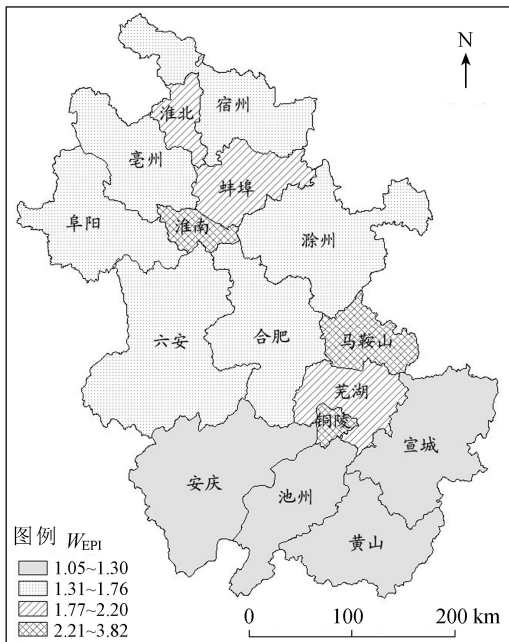 N
宿州
淮北
亳州
蚌埠
阜阳
淮南
滁州
六安
合肥
马鞍山
芜湖
铜陵
宣城
安庆
池州
黄山
图例 W_EPI
1.05~1.30
1.31~1.76
1.77~2.20
2.21~3.82
0 100 200 km